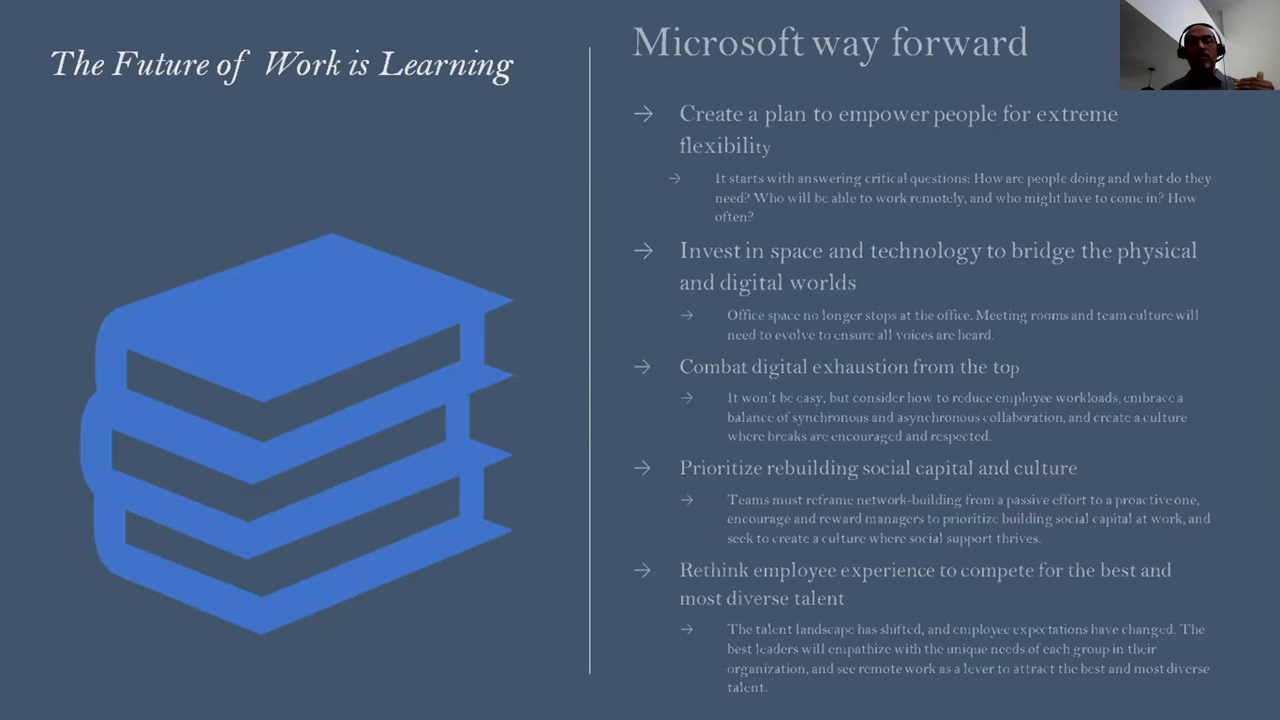 The Future of Work is Learning
Microsoft way forward
→ Create a plan to empower people for extreme
flexibility
→ It starts with answering critical questions: How are people doing and what do they
need? Who will be able to work remotely, and who might have to come in? How
often?
→ Invest in space and technology to bridge the physical
and digital worlds
→ Office space no longer stops at the office. Meeting rooms and team culture will
need to evolve to ensure all voices are heard.
→ Combat digital exhaustion from the top
→ It won't be easy, but consider how to reduce employee workloads, embrace a
balance of synchronous and asynchronous collaboration, and create a culture
where breaks are encouraged and respected.
→ Prioritize rebuilding social capital and culture
→ Teams must reframe network-building from a passive effort to a proactive one,
encourage and reward managers to prioritize building social capital at work, and
seek to create a culture where social support thrives.
→ Rethink employee experience to compete for the best and
most diverse talent
→ The talent landscape has shifted, and employee expectations have changed. The
best leaders will empathize with the unique needs of each group in their
organization, and see remote work as a lever to attract the best and most diverse
talent.